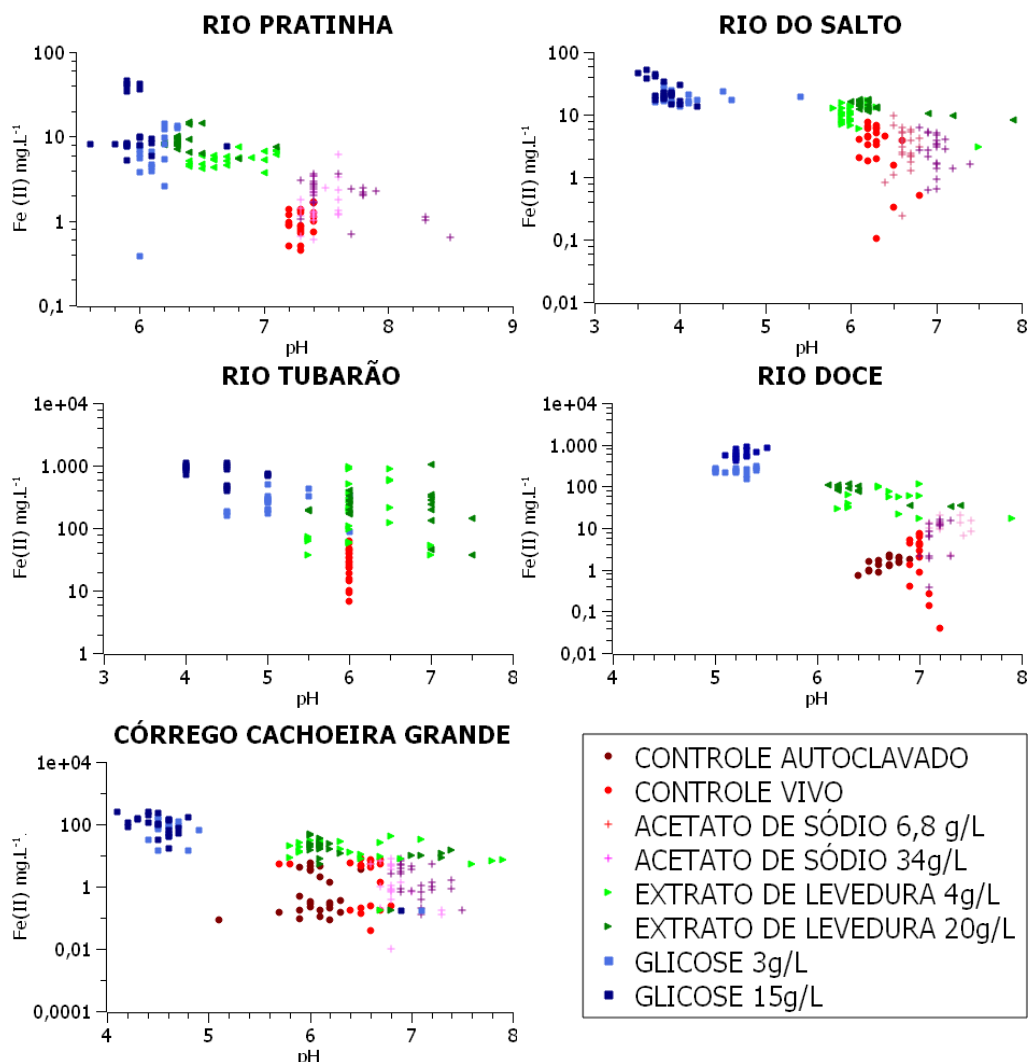 RIO PRATINHA
100
10
1
0,1
Fe (II) mg.L-1
6 7 8 9
pH
RIO DO SALTO
100
10
1
0,1
0,01
Fe(II) mg.L-1
3 4 5 6 7 8
pH
RIO TUBARÃO
1e+04
1.000
100
10
1
Fe(II) mg.L-1
3 4 5 6 7 8
pH
RIO DOCE
1e+04
1.000
100
10
1
0,1
0,01
Fe(II) mg.L-1
4 5 6 7 8
pH
CÓRREGO CACHOEIRA GRANDE
1e+04
100
1
0,01
0,0001
Fe(II) mg.L-1
4 5 6 7 8
pH
CONTROLE AUTOCLAVADO
CONTROLE VIVO
ACETATO DE SÓDIO 6,8 g/L
ACETATO DE SÓDIO 34g/L
EXTRATO DE LEVEDURA 4g/L
EXTRATO DE LEVEDURA 20g/L
GLICOSE 3g/L
GLICOSE 15g/L